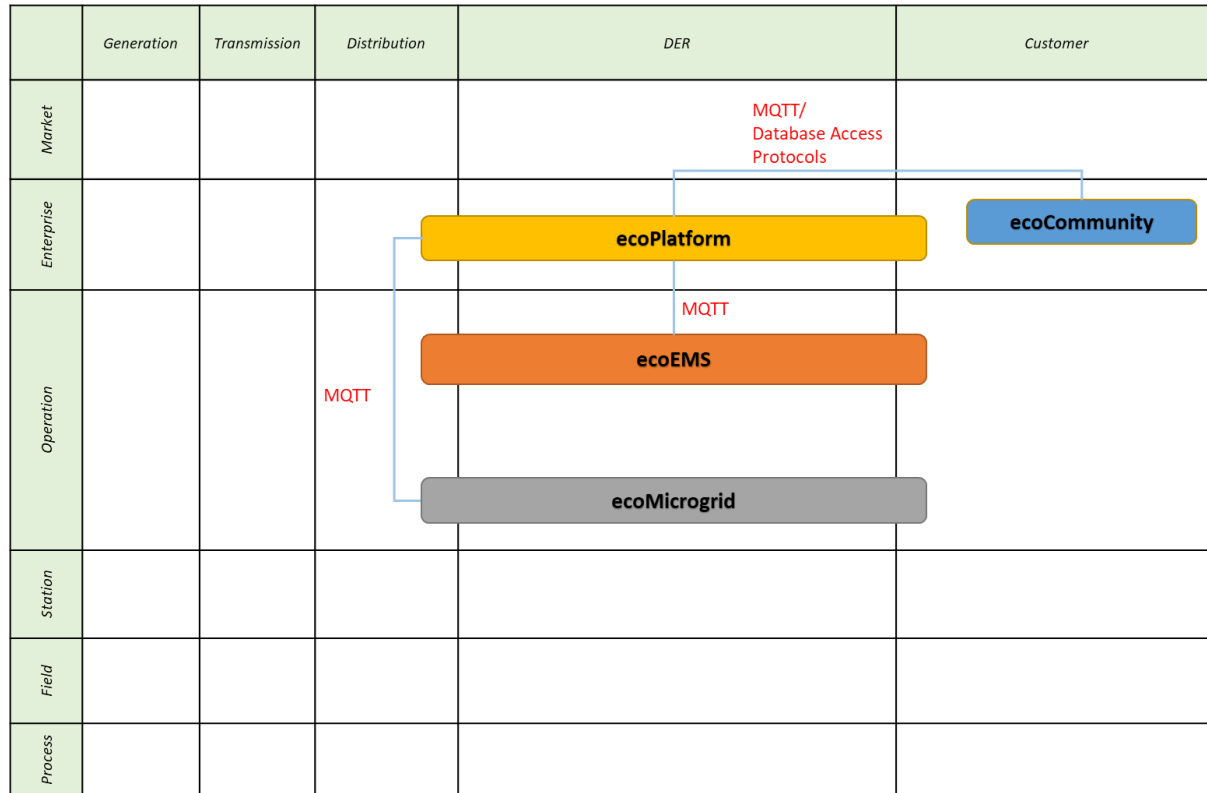 Generation
Transmission
Distribution
DER
Customer
Market
MQTT/
Database Access
Protocols
Enterprise
ecoPlatform
ecoCommunity
Operation
MQTT
ecoEMS
MQTT
ecoMicrogrid
Station
Field
Process